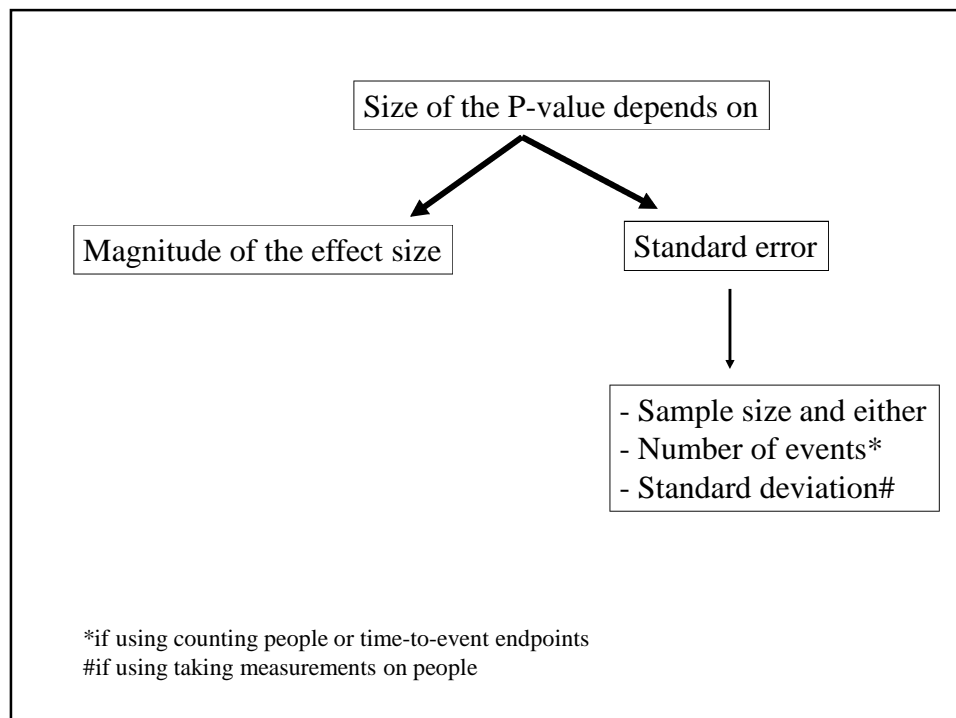 Size of the P-value depends on
Magnitude of the effect size
Standard error
- Sample size and either
- Number of events*
- Standard deviation#
*if using counting people or time-to-event endpoints
#if using taking measurements on people